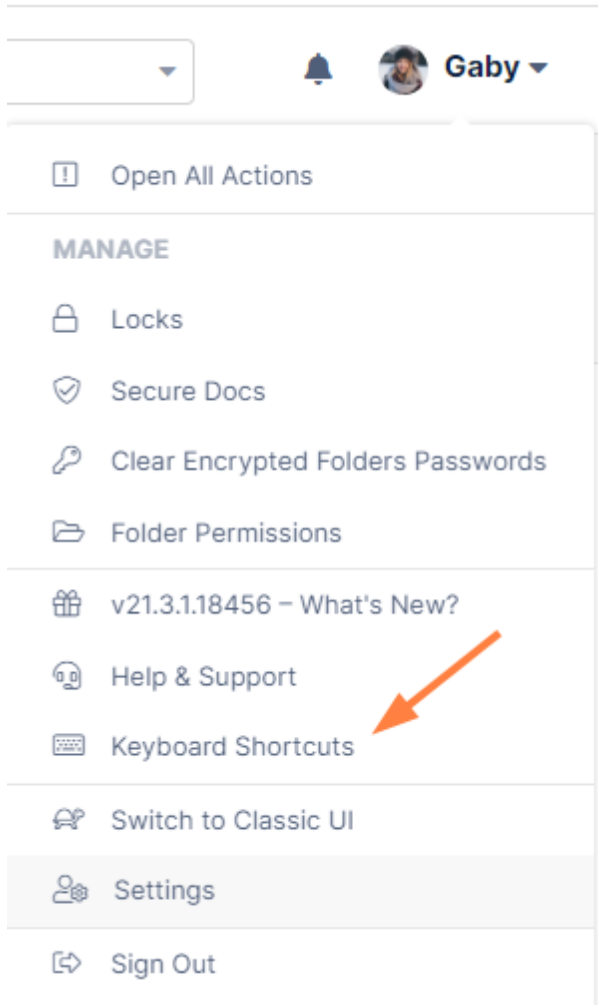 Gaby
Open All Actions
MANAGE
Locks
Secure Docs
Clear Encrypted Folders Passwords
Folder Permissions
v21.3.1.18456 – What's New?
Help & Support
Keyboard Shortcuts
Switch to Classic UI
Settings
Sign Out